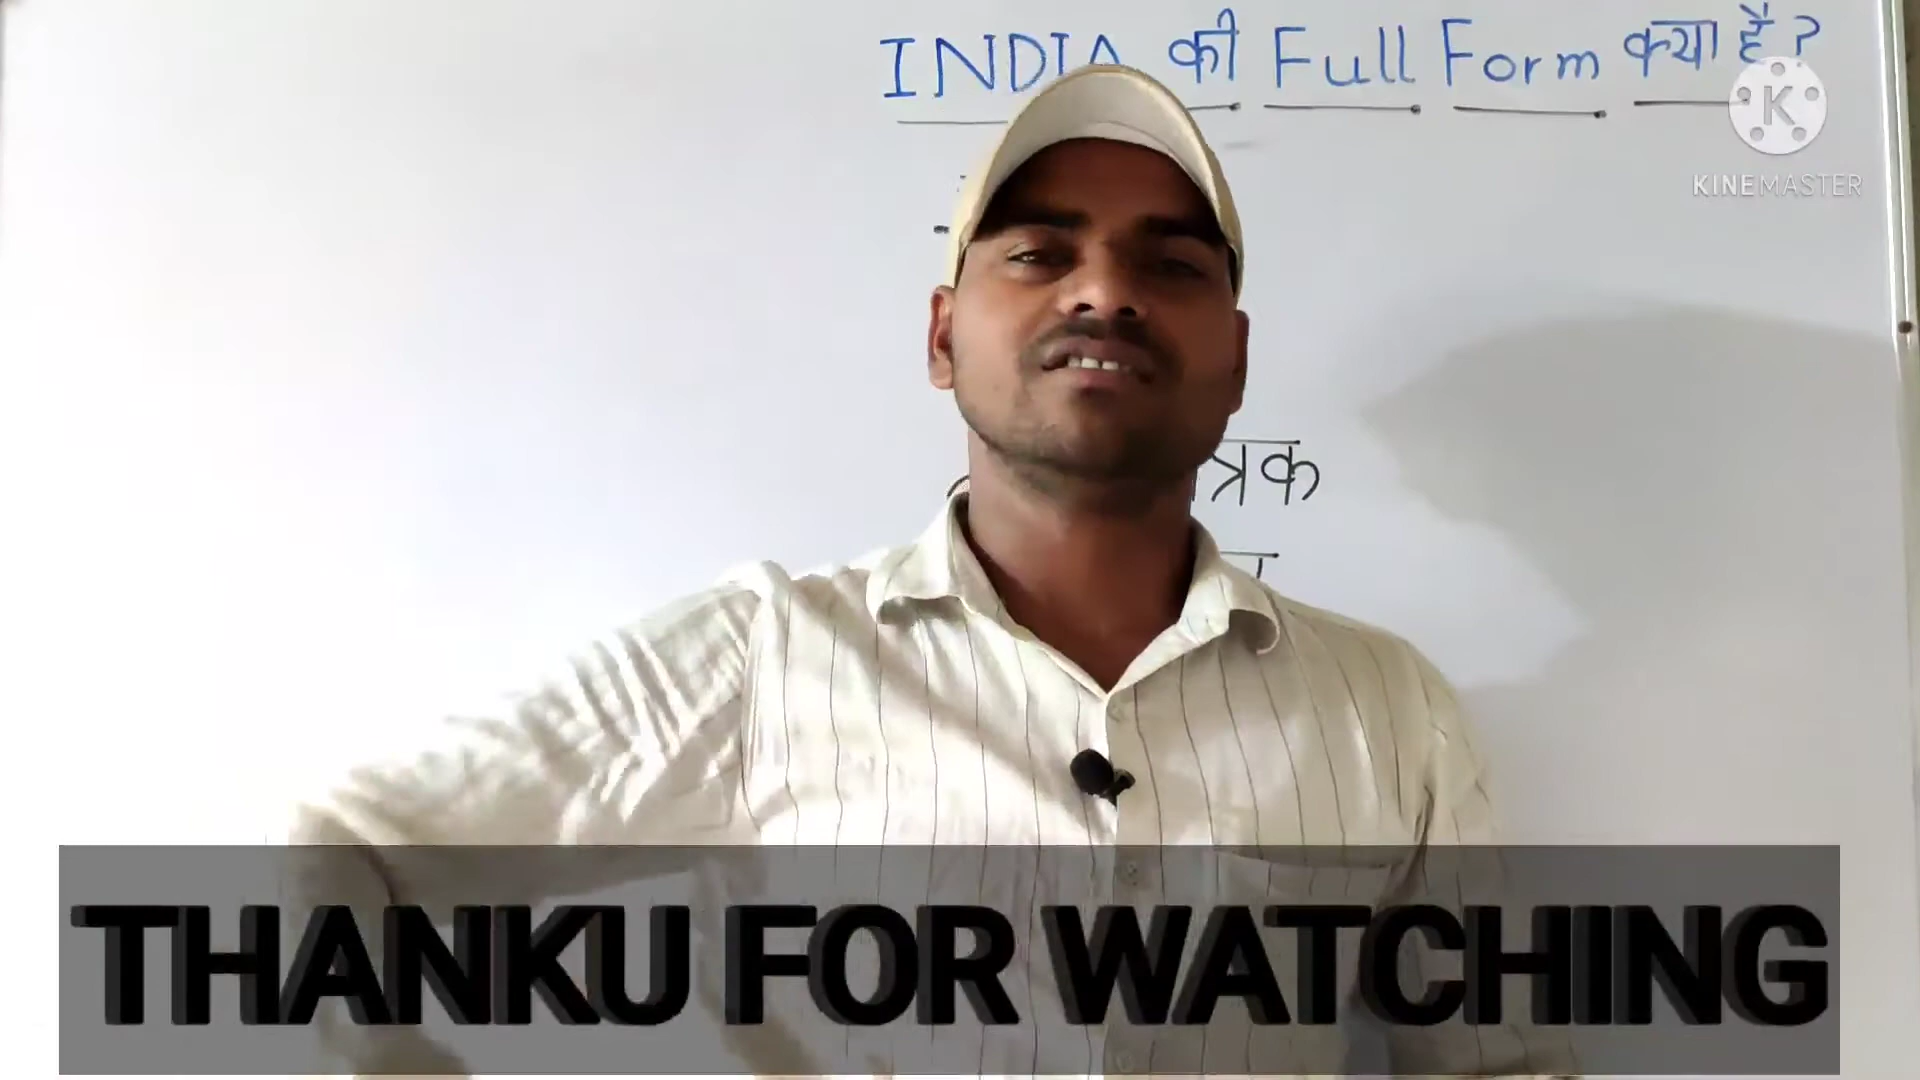 INDIA की Full Form क्या है ?
KINEMASTER
THANKU FOR WATCHING